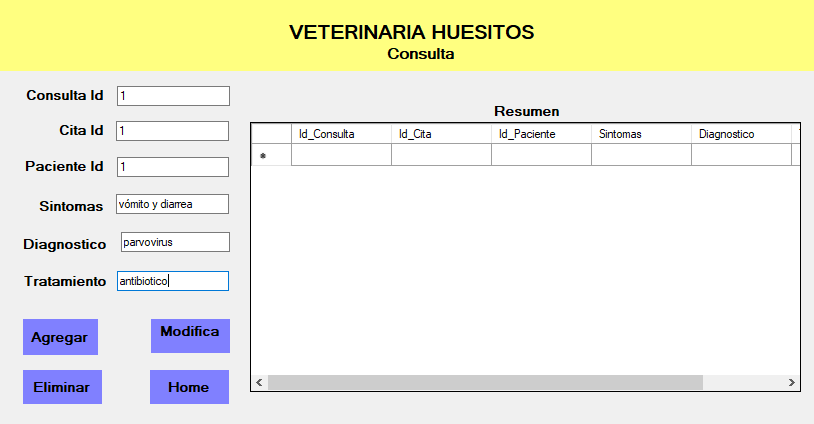 VETERINARIA HUESITOS
Consulta
Consulta Id 1
Cita Id 1
Paciente Id 1
Sintomas vómito y diarrea
Diagnostico parvovirus
Tratamiento antibiotico
Agregar Modifica
Eliminar Home
Resumen
Id_Consulta Id_Cita Id_Paciente Sintomas Diagnostico